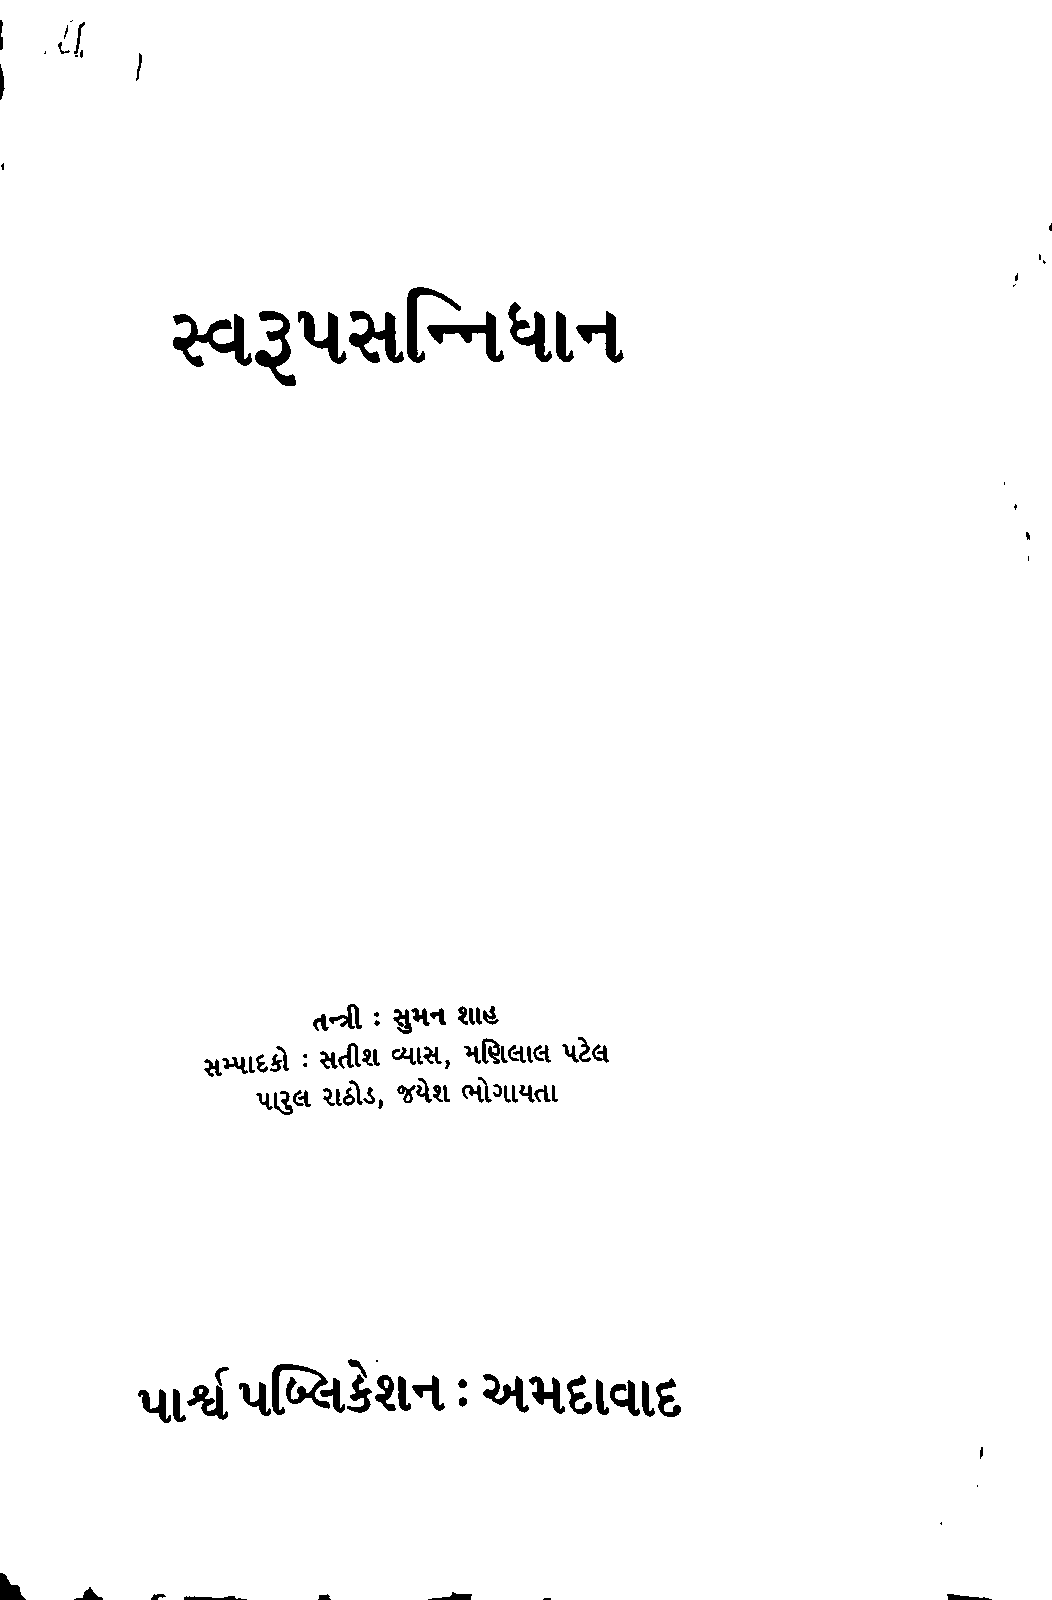 સ્વરૂપસન્નિધાન
તન્ત્રી : સુમન શાહ
સમ્પાદકો : સતીશ વ્યાસ, મણિલાલ પટેલ
પારુલ રાઠોડ, જયેશ ભોગાયતા
પાર્શ્વ પબ્લિકેશન : અમદાવાદ